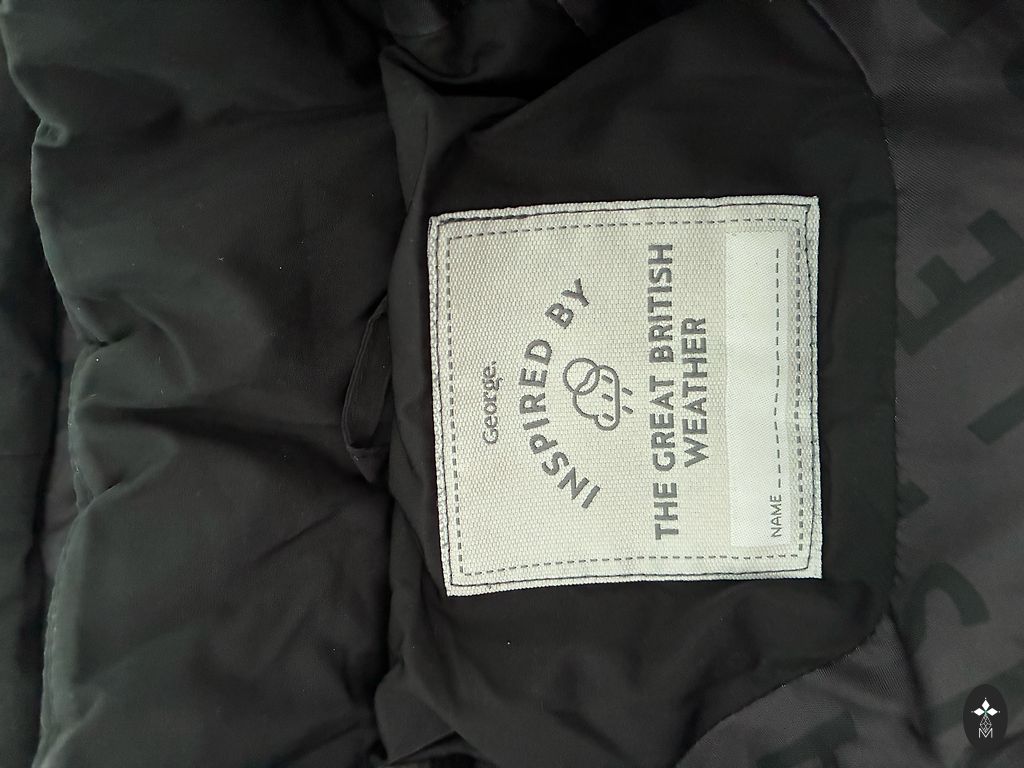 George.
INSPIRED BY
THE GREAT BRITISH
WEATHER
NAME